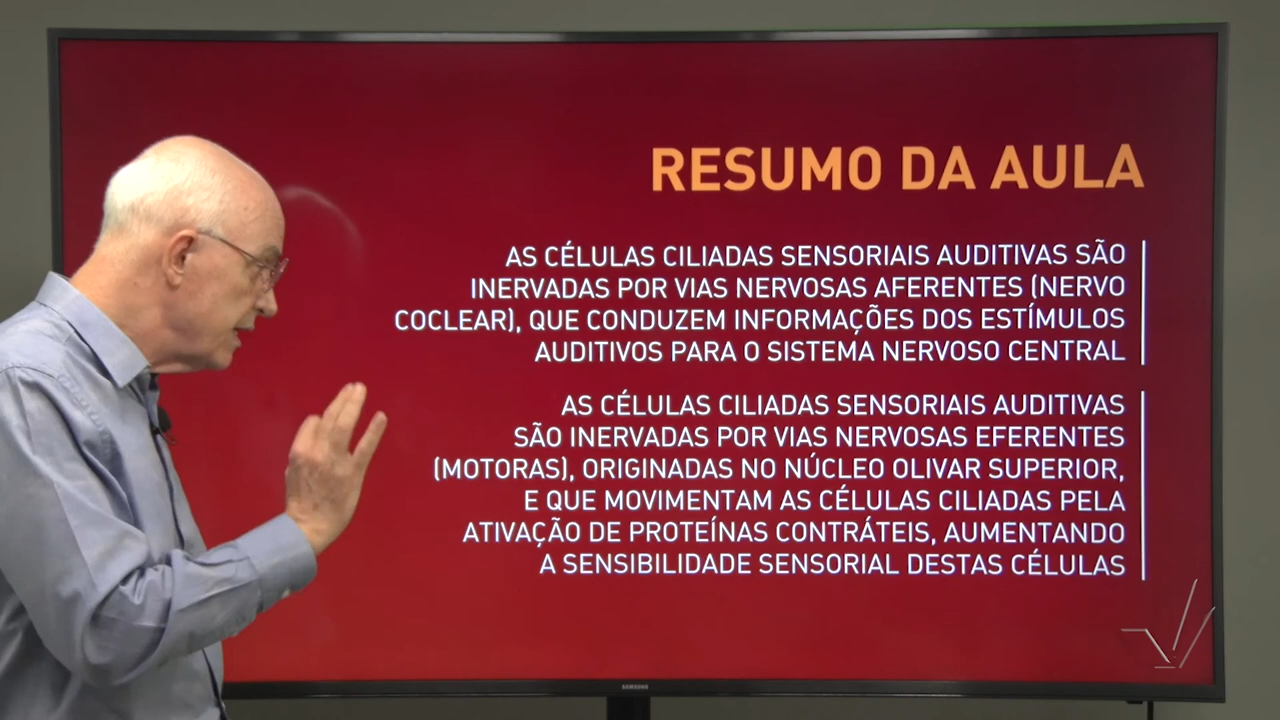 RESUMO DA AULA
AS CÉLULAS CILIADAS SENSORIAIS AUDITIVAS SÃO
INERVADAS POR VIAS NERVOSAS AFERENTES (NERVO
COCLEAR), QUE CONDUZEM INFORMAÇÕES DOS ESTÍMULOS
AUDITIVOS PARA O SISTEMA NERVOSO CENTRAL
AS CÉLULAS CILIADAS SENSORIAIS AUDITIVAS
SÃO INERVADAS POR VIAS NERVOSAS EFERENTES
(MOTORAS), ORIGINADAS NO NÚCLEO OLIVAR SUPERIOR,
E QUE MOVIMENTAM AS CÉLULAS CILIADAS PELA
ATIVAÇÃO DE PROTEÍNAS CONTRÁTEIS, AUMENTANDO
A SENSIBILIDADE SENSORIAL DESTAS CÉLULAS
SAMSUNG